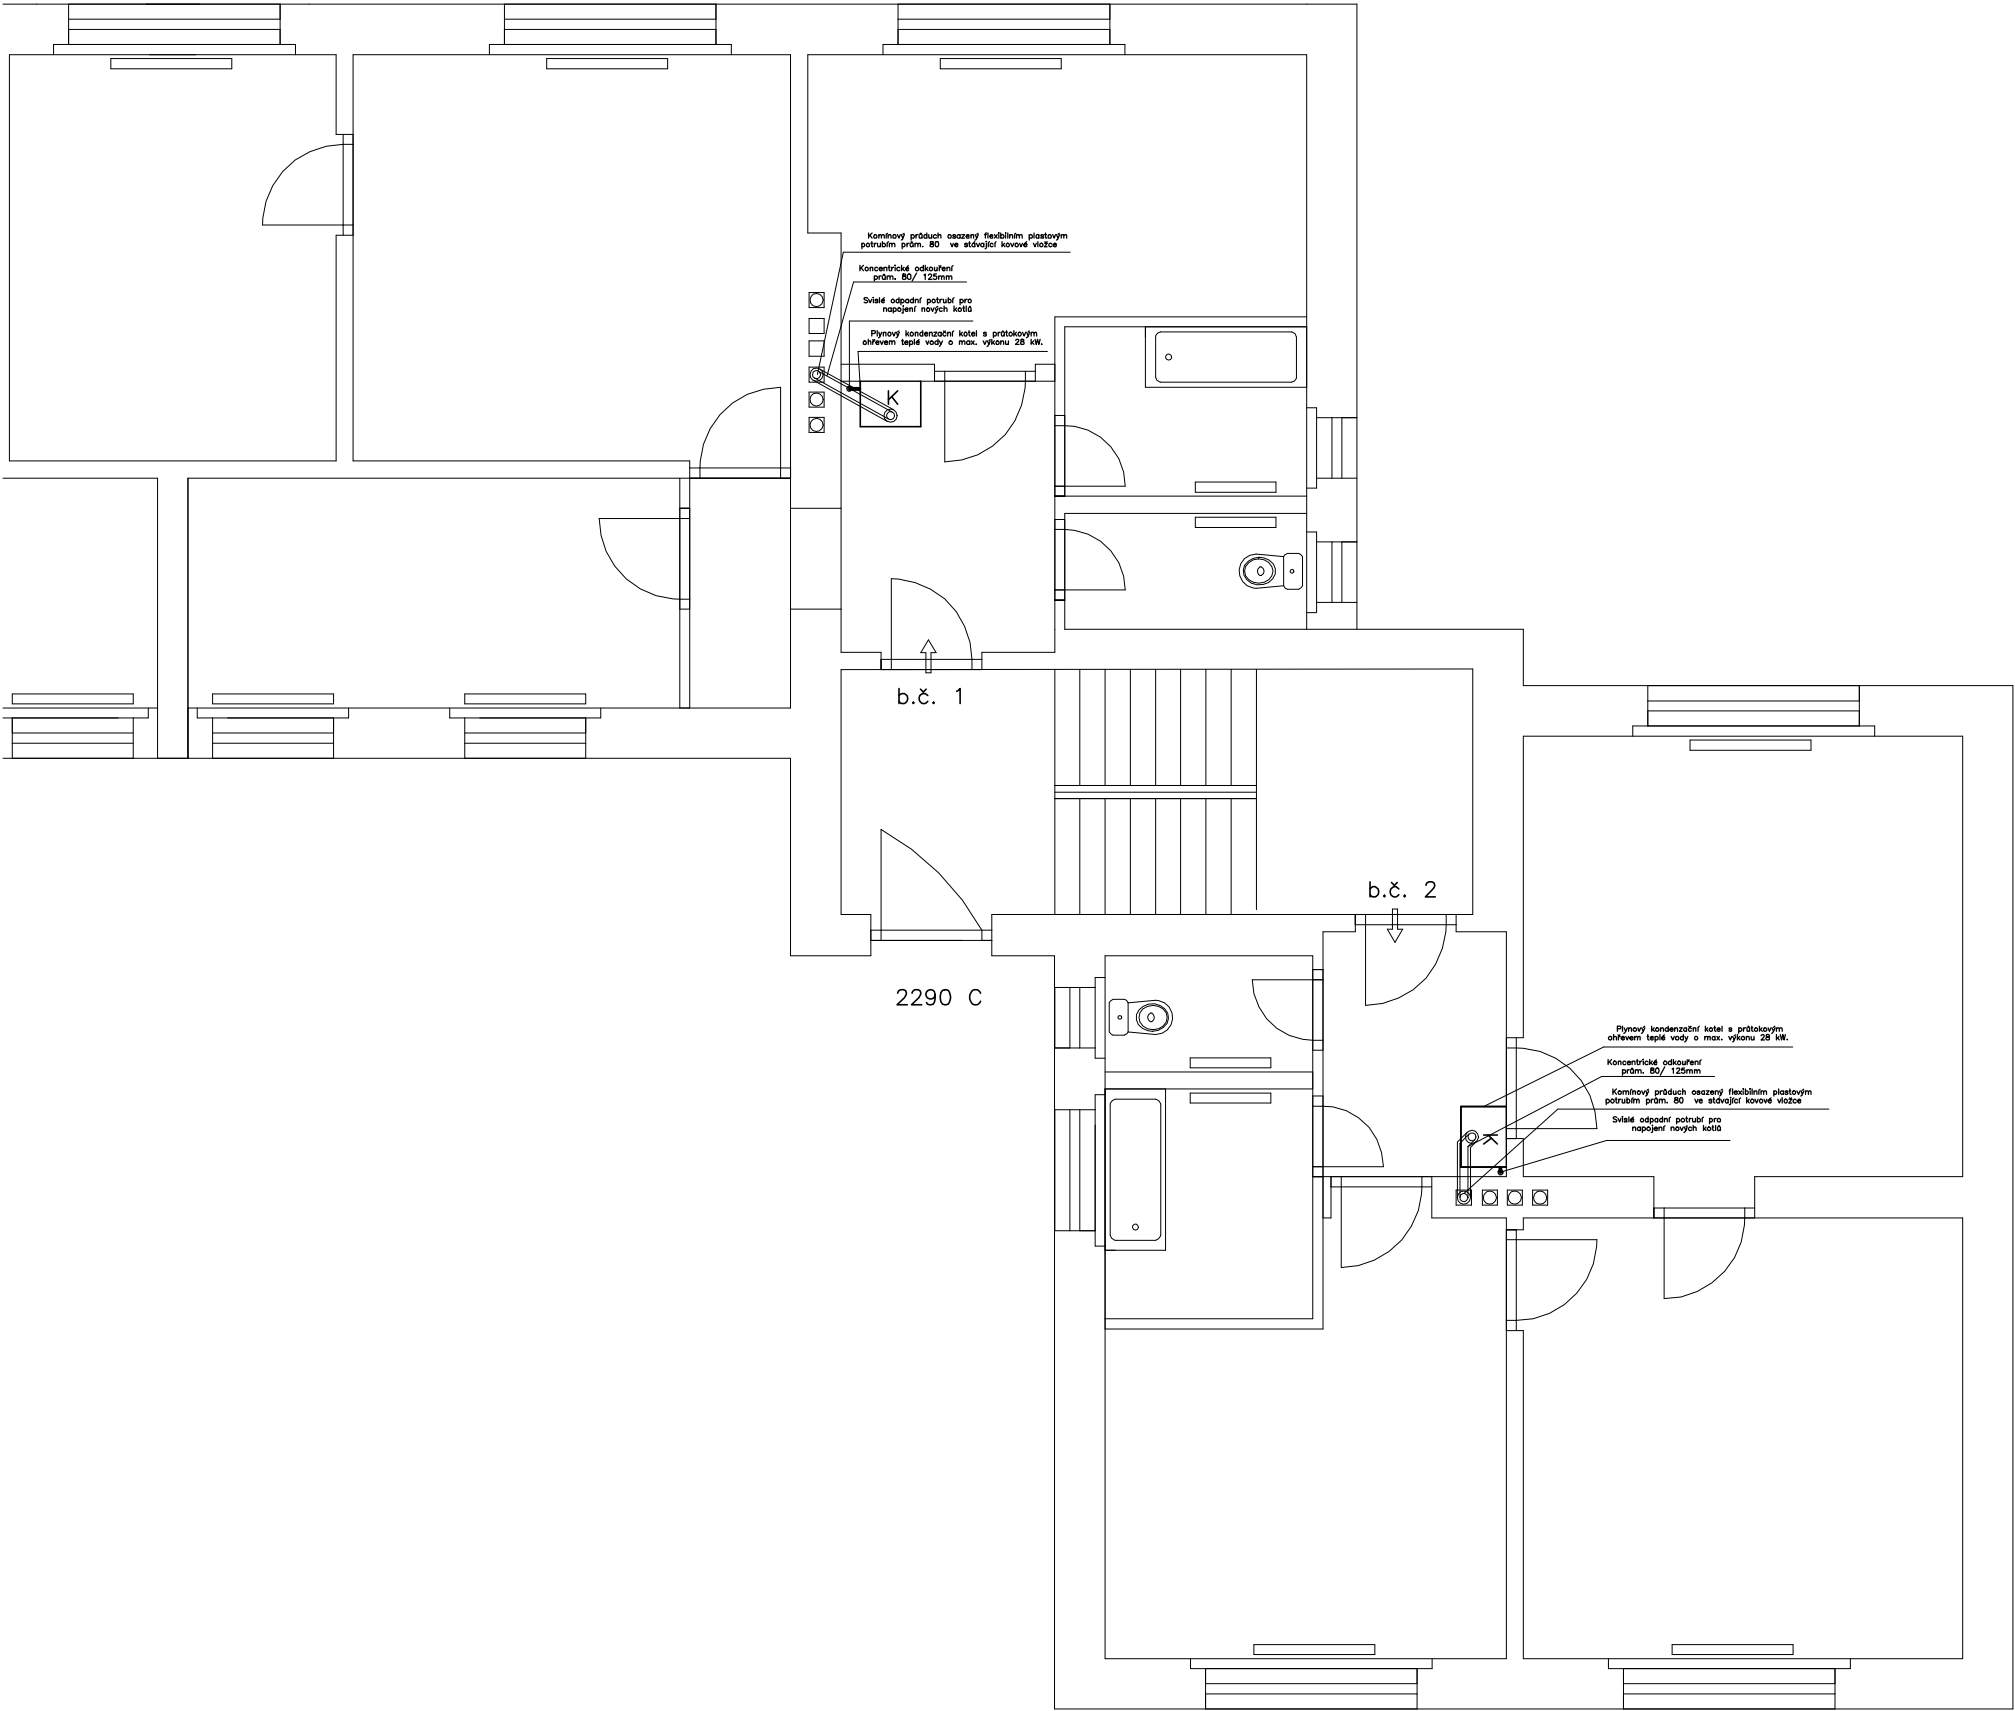 Komínový průduch osazený flexibilním plastovým
potrubím prům. 80 ve stávající kovové vložce
Koncentrické odkouření
prům. 80/ 125mm
Svislé odpadní potrubí pro
napojení nových kotlů
Plynový kondenzační kotel s průtokovým
ohřevem teplé vody o max. výkonu 28 kW.
K
b.č. 1
b.č. 2
2290 C
Plynový kondenzační kotel s průtokovým
ohřevem teplé vody o max. výkonu 28 kW.
Koncentrické odkouření
prům. 80/ 125mm
Komínový průduch osazený flexibilním plastovým
potrubím prům. 80 ve stávající kovové vložce
Svislé odpadní potrubí pro
napojení nových kotlů
K